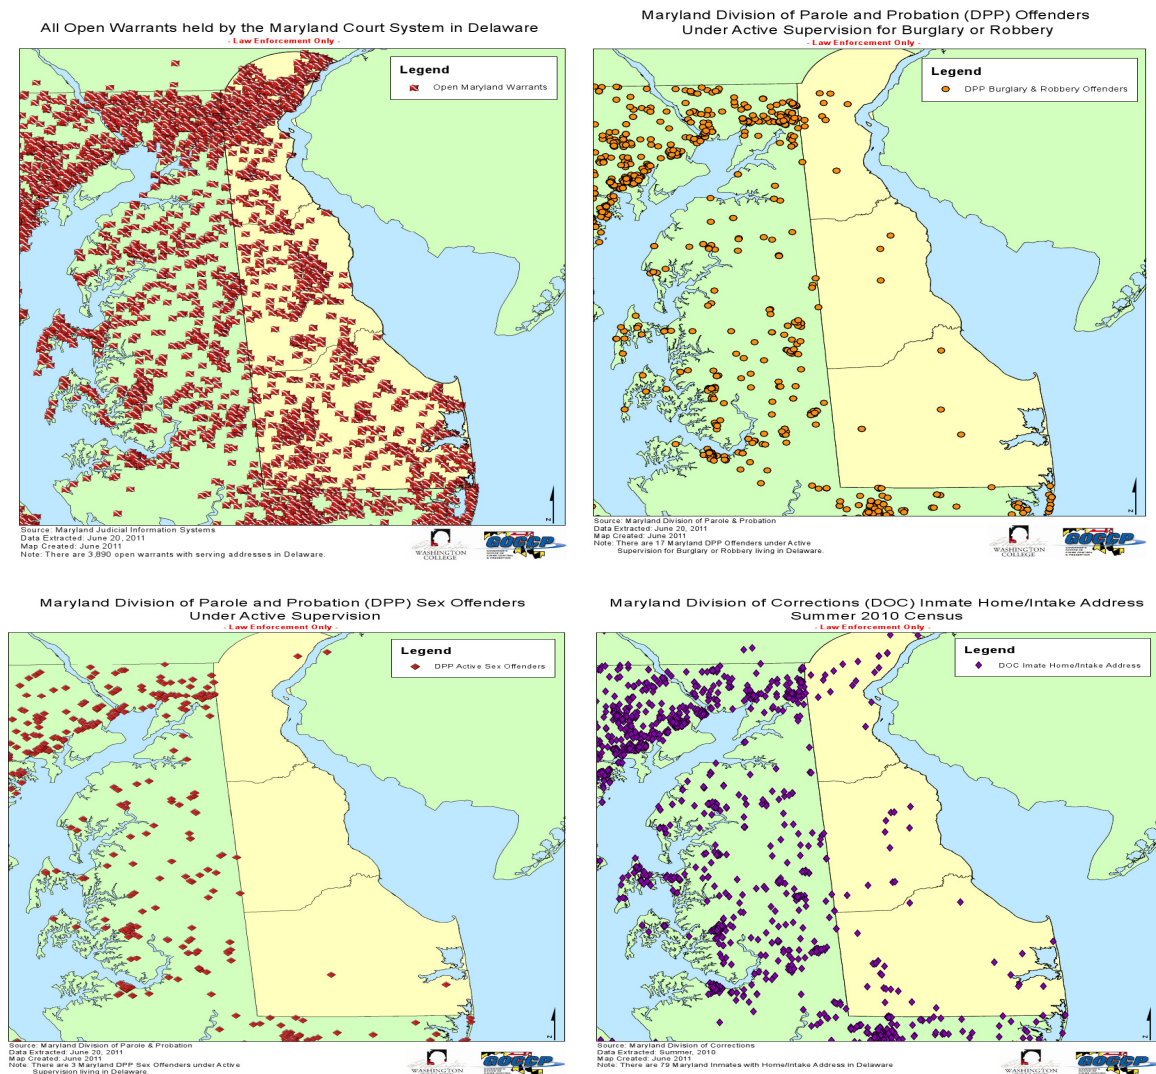 All Open Warrants held by the Maryland Court System in Delaware
- Law Enforcement Only -
Legend
Open Maryland Warrants
Source: Maryland Judicial Information Systems
Data Extracted: June 20, 2011
Map Created: June 2011
Note: There are 3,890 open warrants with serving addresses in Delaware.
WASHINGTON
COLLEGE
GOCCP
N
Maryland Division of Parole and Probation (DPP) Offenders
Under Active Supervision for Burglary or Robbery
- Law Enforcement Only -
Legend
DPP Burglary & Robbery Offenders
Source: Maryland Division of Parole & Probation
Data Extracted: June 20, 2011
Map Created: June 2011
Note: There are 17 Maryland DPP Offenders under Active
Supervision for Burglary or Robbery living in Delaware.
WASHINGTON
COLLEGE
GOCCP
N
Maryland Division of Parole and Probation (DPP) Sex Offenders
Under Active Supervision
- Law Enforcement Only -
Legend
DPP Active Sex Offenders
Source: Maryland Division of Parole & Probation
Data Extracted: June 20, 2011
Map Created: June 2011
Note: There are 3 Maryland DPP Sex Offenders under Active
Supervision living in Delaware.
WASHINGTON
GOCCP
N
Maryland Division of Corrections (DOC) Inmate Home/Intake Address
Summer 2010 Census
- Law Enforcement Only -
Legend
DOC Imate Home/Intake Address
Source: Maryland Division of Corrections
Data Extracted: Summer, 2010
Map Created: June 2011
Note: There are 79 Maryland Inmates with Home/Intake Address in Delaware
WASHINGTON
GOCCP
N